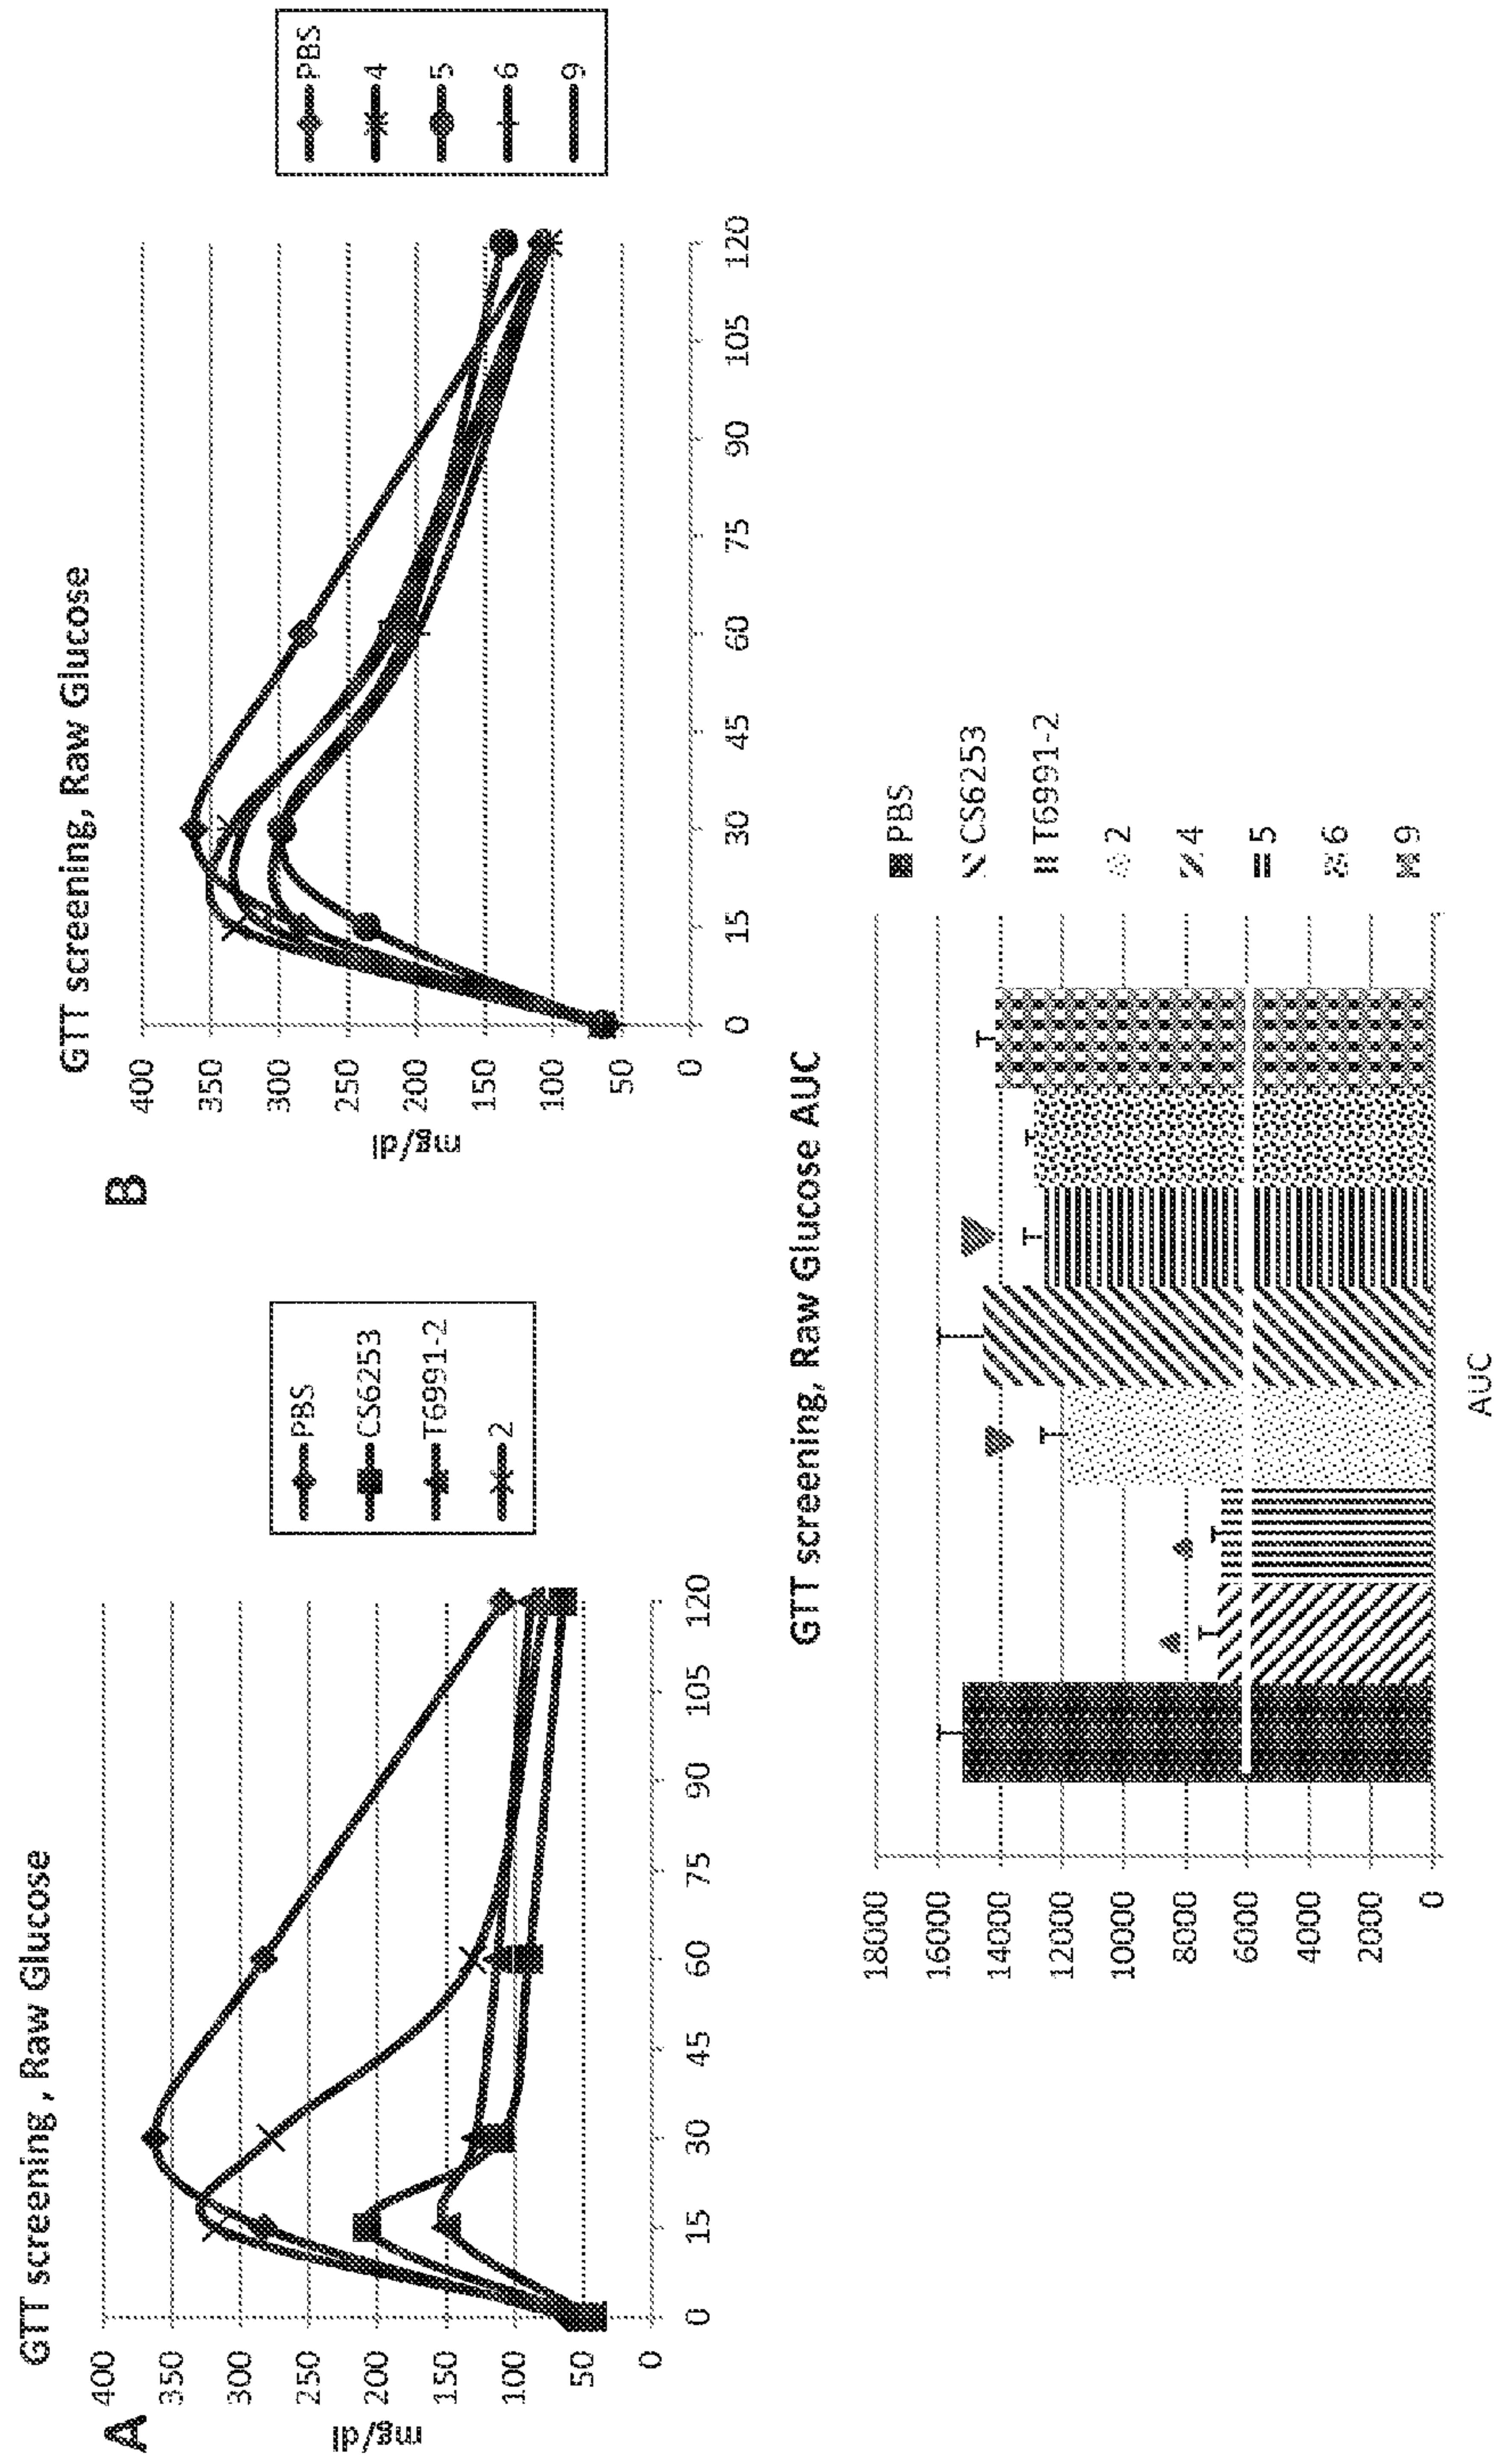 A
GTT screening , Raw Glucose
mg/dl
400
350
300
250
200
150
100
50
0
0 15 30 45 60 75 90 105 120
PBS
CS6253
T6991-2
2
B
GTT screening, Raw Glucose
mg/dl
400
350
300
250
200
150
100
50
0
0 15 30 45 60 75 90 105 120
PBS
4
5
6
9
GTT screening, Raw Glucose AUC
18000
16000
14000
12000
10000
8000
6000
4000
2000
0
AUC
PBS
CS6253
T6991-2
2
4
5
6
9